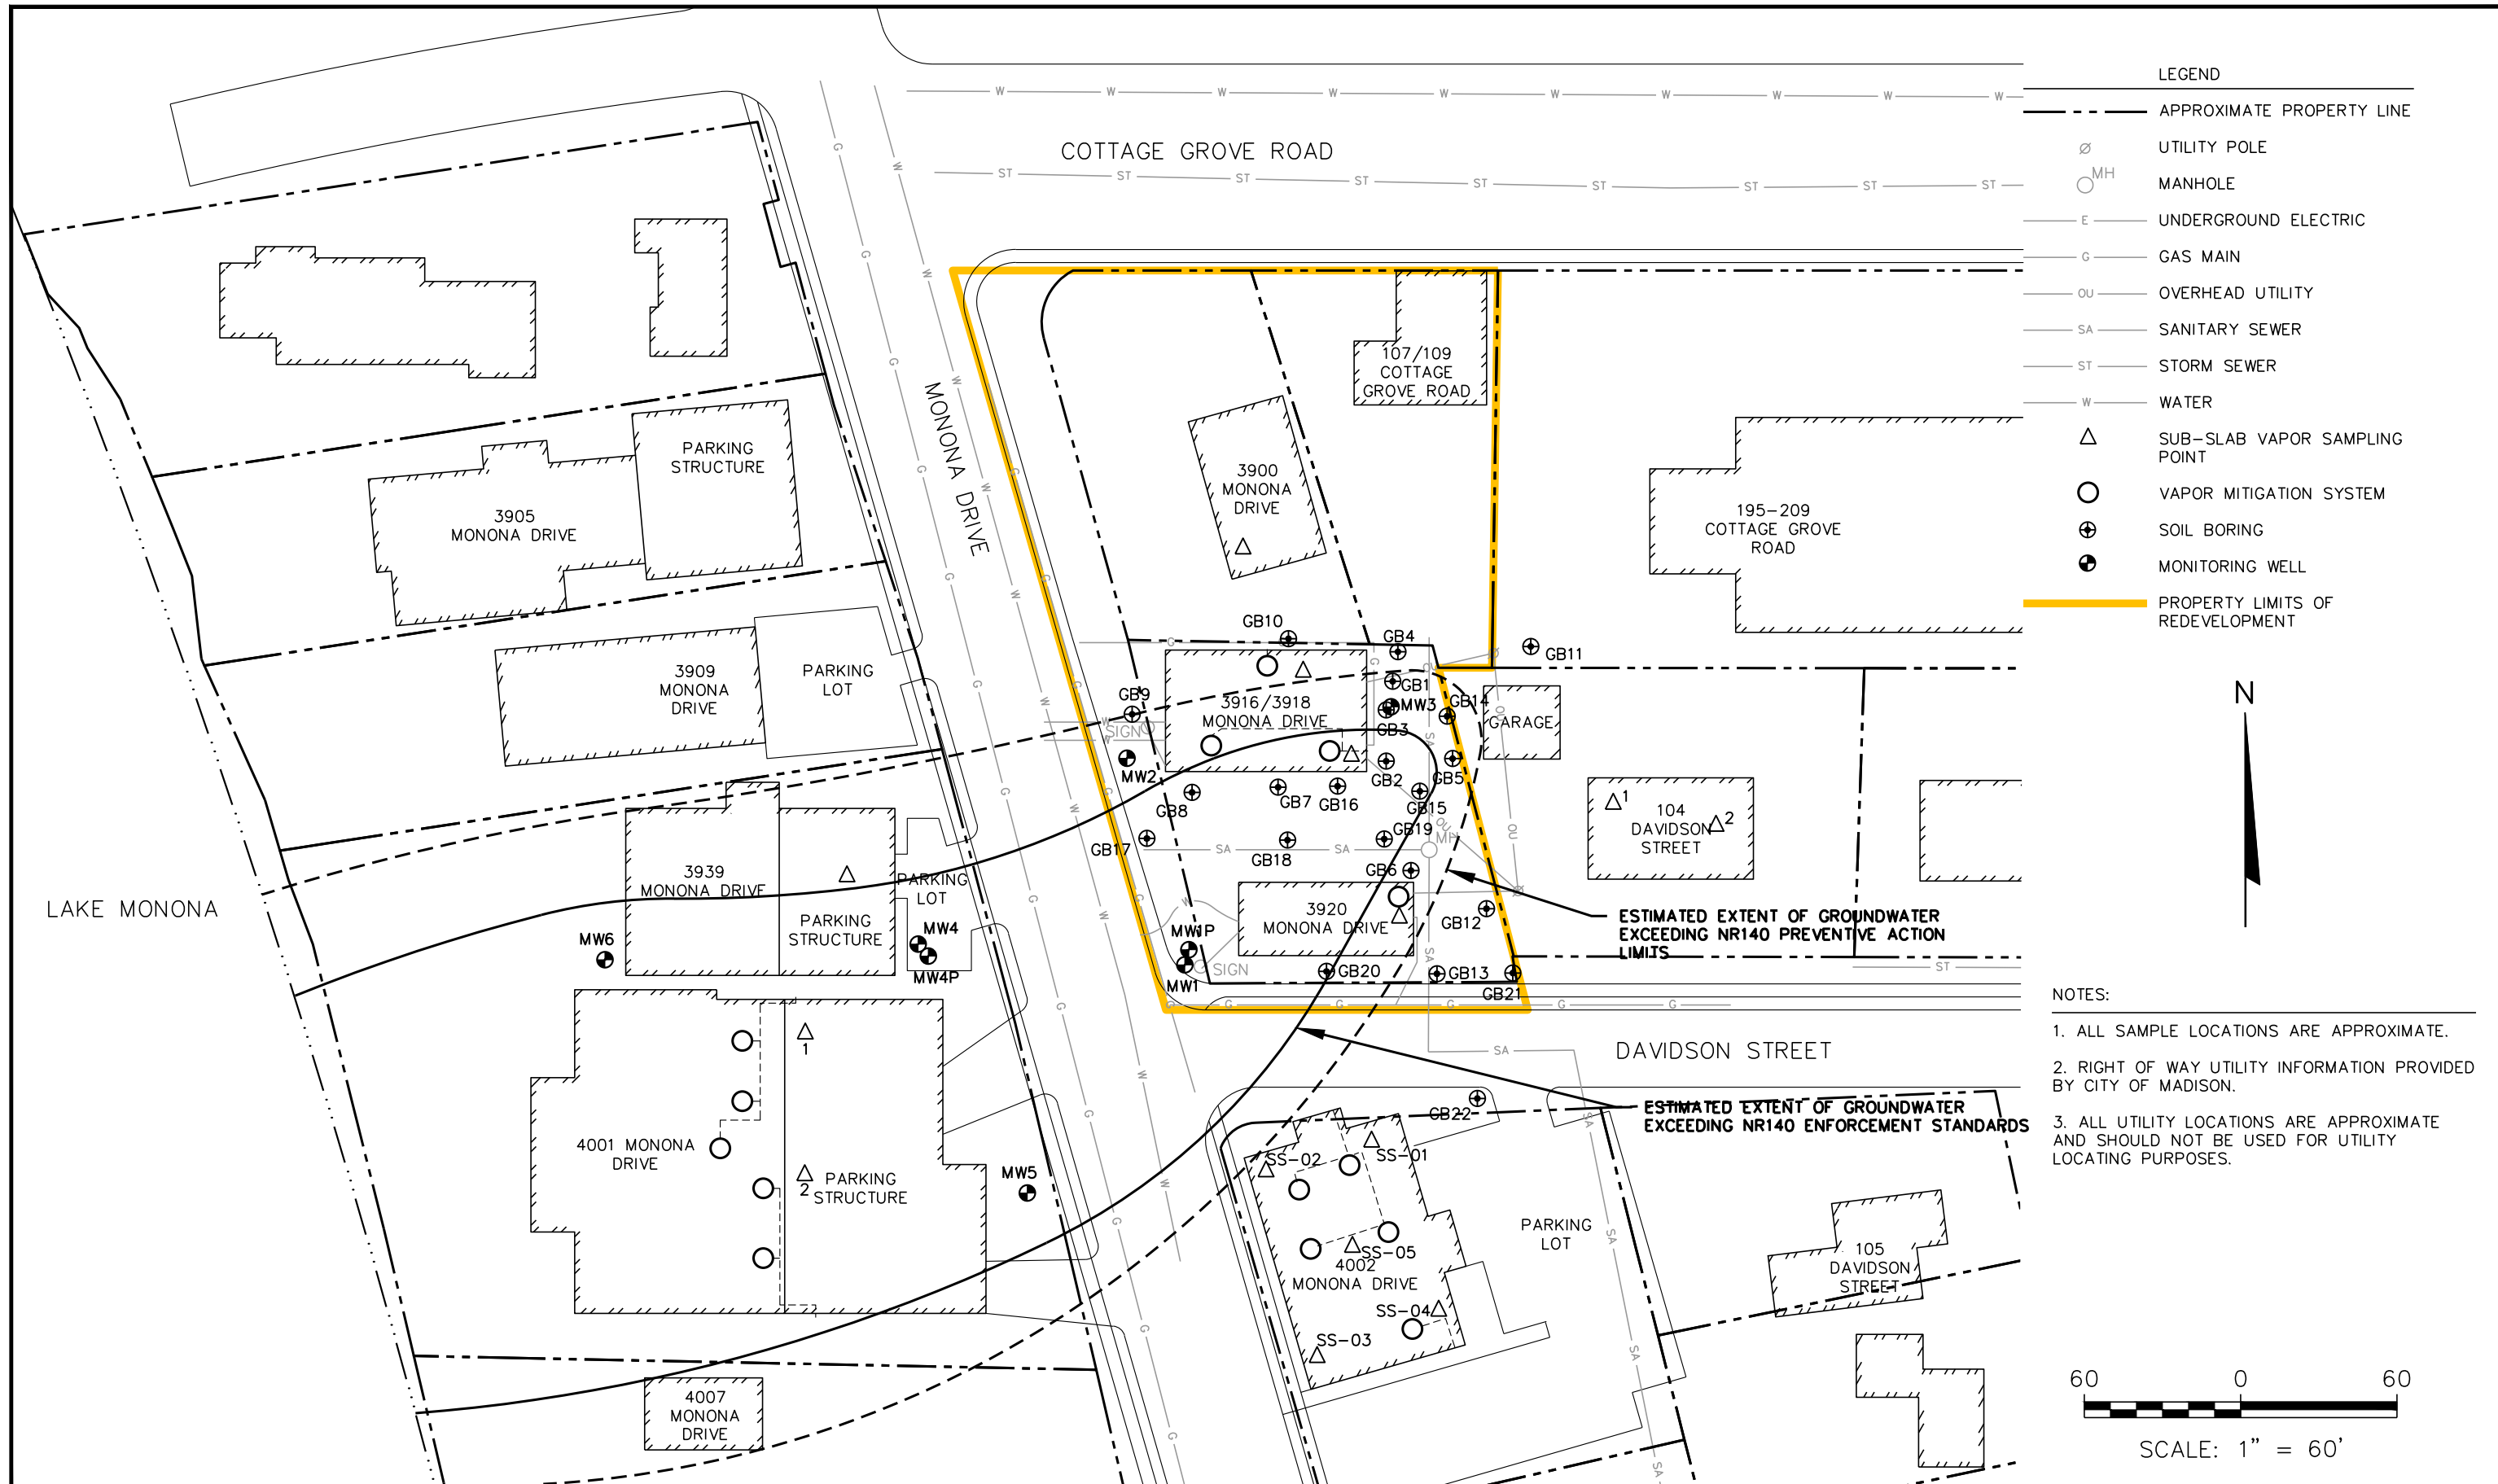 COTTAGE GROVE ROAD
MONONA DRIVE
LAKE MONONA
DAVIDSON STREET
107/109
COTTAGE
GROVE ROAD
3900
MONONA
DRIVE
195-209
COTTAGE GROVE
ROAD
PARKING
STRUCTURE
3905
MONONA DRIVE
3909
MONONA
DRIVE
PARKING
LOT
GB10
GB4
GB11
GB1
GB9
3916/3918
MONONA DRIVE
MW3
GB14
GB3
GARAGE
SIGN
MW2
GB2
GB5
GB8
GB7
GB16
GB15
GB17
GB18
GB19
MH
GB6
1
104
DAVIDSON
STREET
2
3939
MONONA DRIVE
PARKING
LOT
PARKING
STRUCTURE
3920
MONONA DRIVE
GB12
MW6
MW4
MW4P
MW1P
MW1
SIGN
GB20
GB13
GB21
ESTIMATED EXTENT OF GROUNDWATER
EXCEEDING NR140 PREVENTIVE ACTION
LIMITS
ESTIMATED EXTENT OF GROUNDWATER
EXCEEDING NR140 ENFORCEMENT STANDARDS
GB22
1
4001 MONONA
DRIVE
2
PARKING
STRUCTURE
MW5
SS-02
SS-01
SS-05
4002
MONONA DRIVE
SS-04
SS-03
PARKING
LOT
105
DAVIDSON
STREET
4007
MONONA
DRIVE
LEGEND
APPROXIMATE PROPERTY LINE
UTILITY POLE
MH
MANHOLE
E
UNDERGROUND ELECTRIC
G
GAS MAIN
OU
OVERHEAD UTILITY
SA
SANITARY SEWER
ST
STORM SEWER
W
WATER
SUB-SLAB VAPOR SAMPLING
POINT
VAPOR MITIGATION SYSTEM
SOIL BORING
MONITORING WELL
PROPERTY LIMITS OF
REDEVELOPMENT
N
NOTES:
1. ALL SAMPLE LOCATIONS ARE APPROXIMATE.
2. RIGHT OF WAY UTILITY INFORMATION PROVIDED
BY CITY OF MADISON.
3. ALL UTILITY LOCATIONS ARE APPROXIMATE
AND SHOULD NOT BE USED FOR UTILITY
LOCATING PURPOSES.
60 0 60
SCALE: 1" = 60'